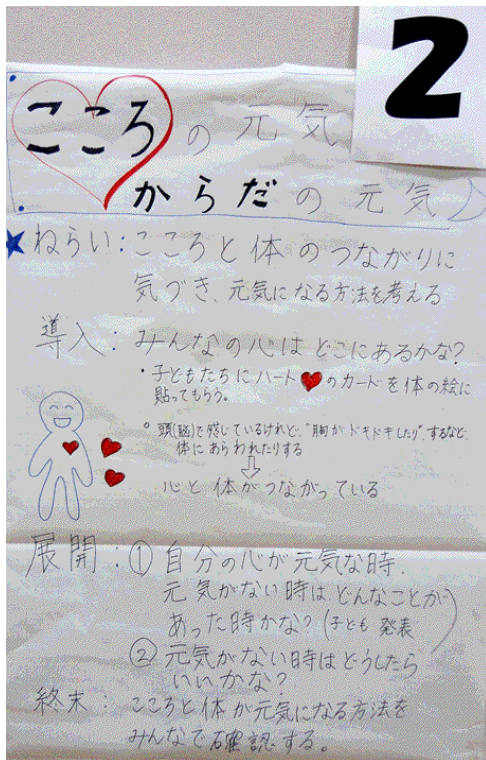 2
こころの元気
からだの元気♪
★ねらい:こころと体のつながりに
気づき、元気になる方法を考える
導入:みんなの心はどこにあるかな?
・子どもたちにハート♥のカードを体の絵に
貼ってもらう。
○頭(脳)で感じているけれど、"胸がドキドキしたり"するなど、
体にあらわれたりする
⇩
心と体がつながっている
展開:①自分の心が元気な時、
元気がない時は、どんなことが
あった時かな?(子ども発表)
②元気がない時はどうしたら
いいかな?
終末:こころと体が元気になる方法を
みんなで確認する。